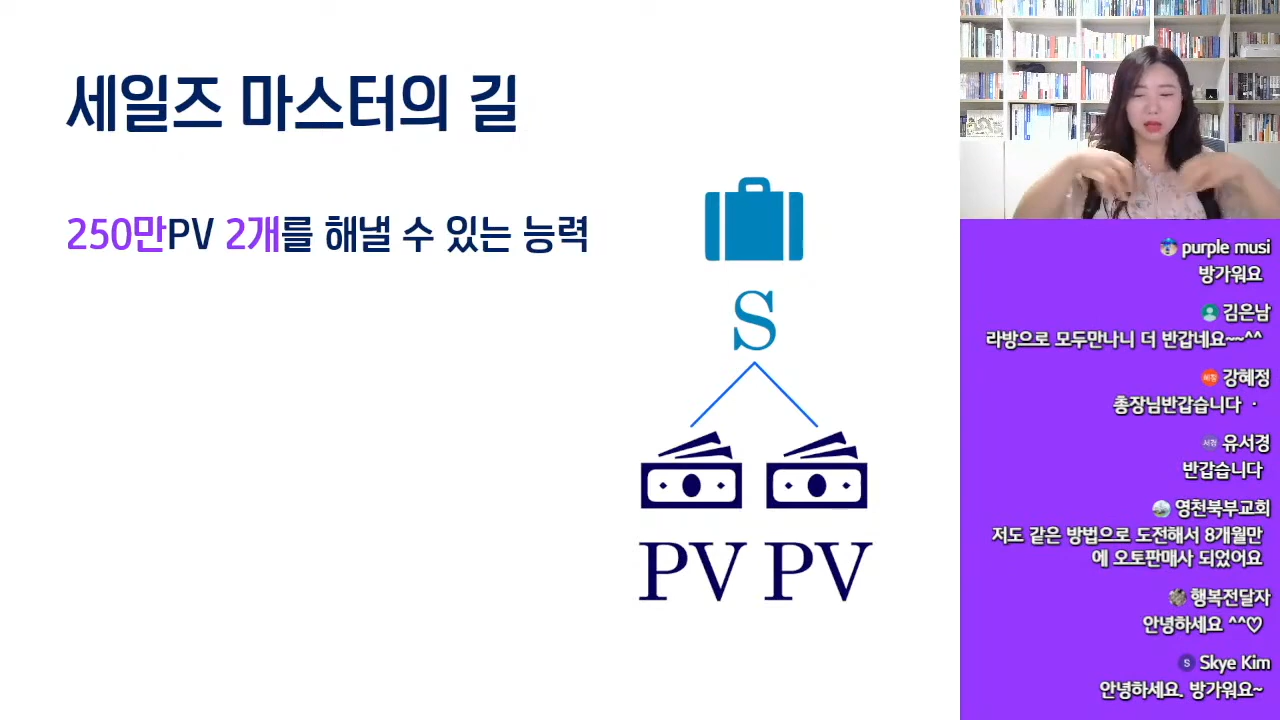 세일즈 마스터의 길
250만PV 2개를 해낼 수 있는 능력
S
PV PV
purple musi
방가워요
김은남
라방으로 모두만나니 더 반갑네요~~^^
혜정 강혜정
총장님반갑습니다 ·
서경 유서경
반갑습니다
영천북부교회
저도 같은 방법으로 도전해서 8개월만
에 오토판매사 되었어요
행복전달자
안녕하세요 ^^♡
S Skye Kim
안녕하세요. 방가워요~